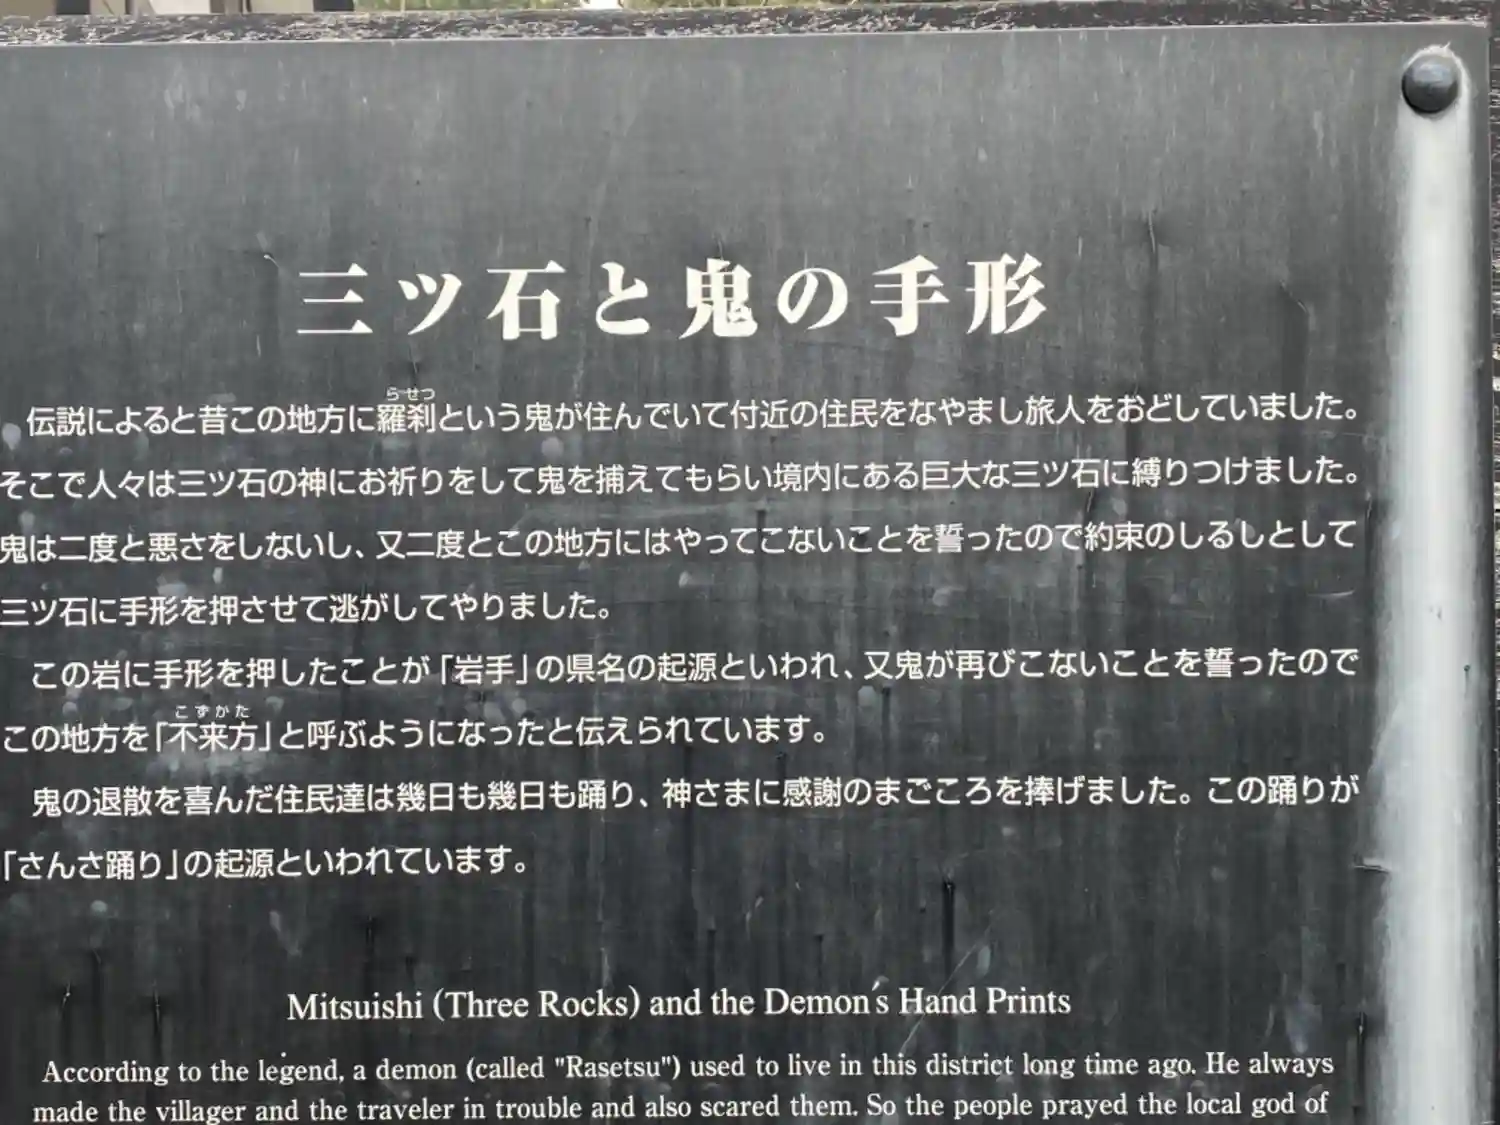 三ツ石と鬼の手形
らせつ
伝説によると昔この地方に羅刹という鬼が住んでいて付近の住民をなやまし旅人をおどしていました。
そこで人々は三ツ石の神にお祈りをして鬼を捕えてもらい境内にある巨大な三ツ石に縛りつけました。
鬼は二度と悪さをしないし、又二度とこの地方にはやってこないことを誓ったので約束のしるしとして
三ツ石に手形を押させて逃がしてやりました。
この岩に手形を押したことが「岩手」の県名の起源といわれ、又鬼が再びこないことを誓ったので
こずかた
この地方を「不来方」と呼ぶようになったと伝えられています。
鬼の退散を喜んだ住民達は幾日も幾日も踊り、神さまに感謝のまごころを捧げました。この踊りが
「さんさ踊り」の起源といわれています。
Mitsuishi (Three Rocks) and the Demon's Hand Prints
According to the legend, a demon (called "Rasetsu") used to live in this district long time ago. He always
made the villager and the traveler in trouble and also scared them. So the people prayed the local god of